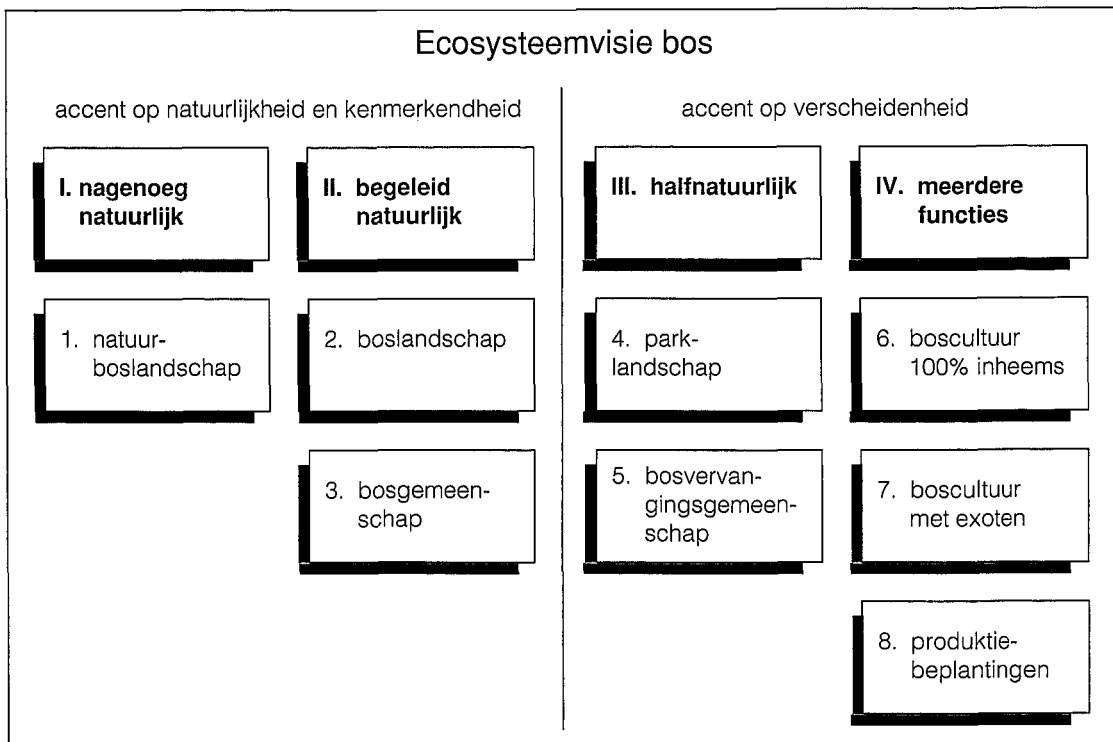 Ecosysteemvisie bos
accent op natuurlijkheid en kenmerkendheid
I. nagenoeg
natuurlijk
1. natuur-
boslandschap
II. begeleid
natuurlijk
2. boslandschap
3. bosgemeen-
schap
accent op verscheidenheid
III. halfnatuurlijk
4. park-
landschap
5. bosvervan-
gingsgemeen-
schap
IV. meerdere
functies
6. boscultuur
100% inheems
7. boscultuur
met exoten
8. produktie-
beplantingen